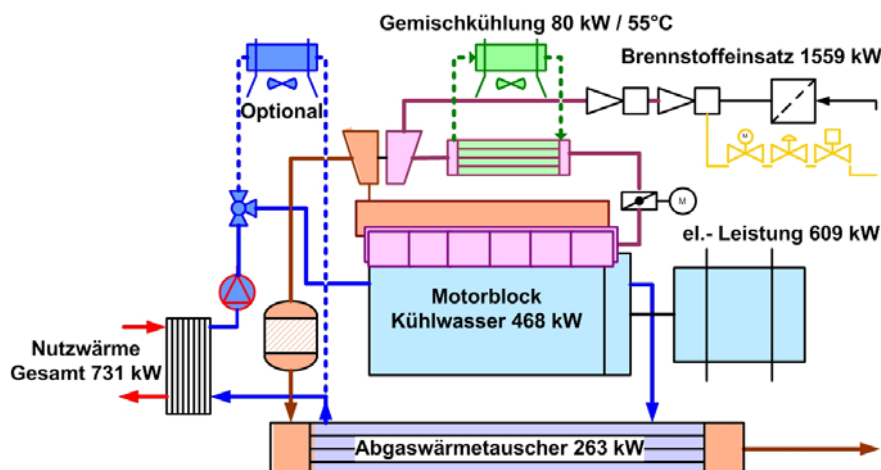 Gemischkühlung 80 kW / 55°C
Brennstoffeinsatz 1559 kW
Optional
M
M
el.- Leistung 609 kW
Motorblock
Kühlwasser 468 kW
Nutzwärme
Gesamt 731 kW
Abgaswärmetauscher 263 kW